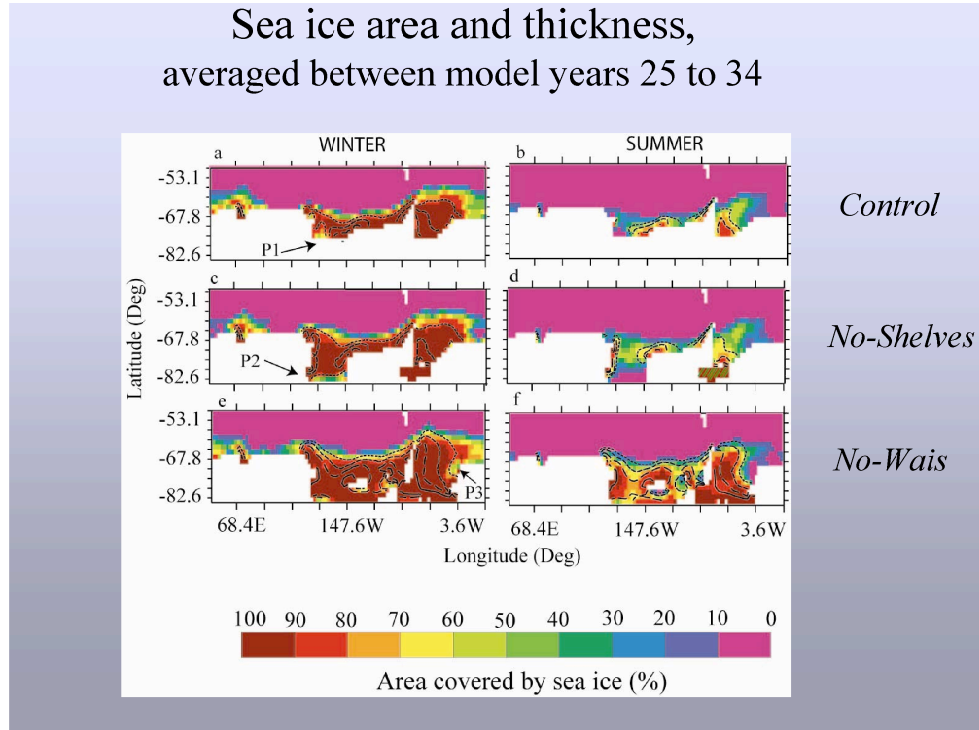 Sea ice area and thickness,
averaged between model years 25 to 34
WINTER
SUMMER
a
b
-53.1
-67.8
-82.6
P1
Control
c
d
-53.1
-67.8
-82.6
P2
No-Shelves
e
f
-53.1
-67.8
-82.6
P3
No-Wais
Latitude (Deg)
68.4E 147.6W 3.6W 68.4E 147.6W 3.6W
Longitude (Deg)
100 90 80 70 60 50 40 30 20 10 0
Area covered by sea ice (%)